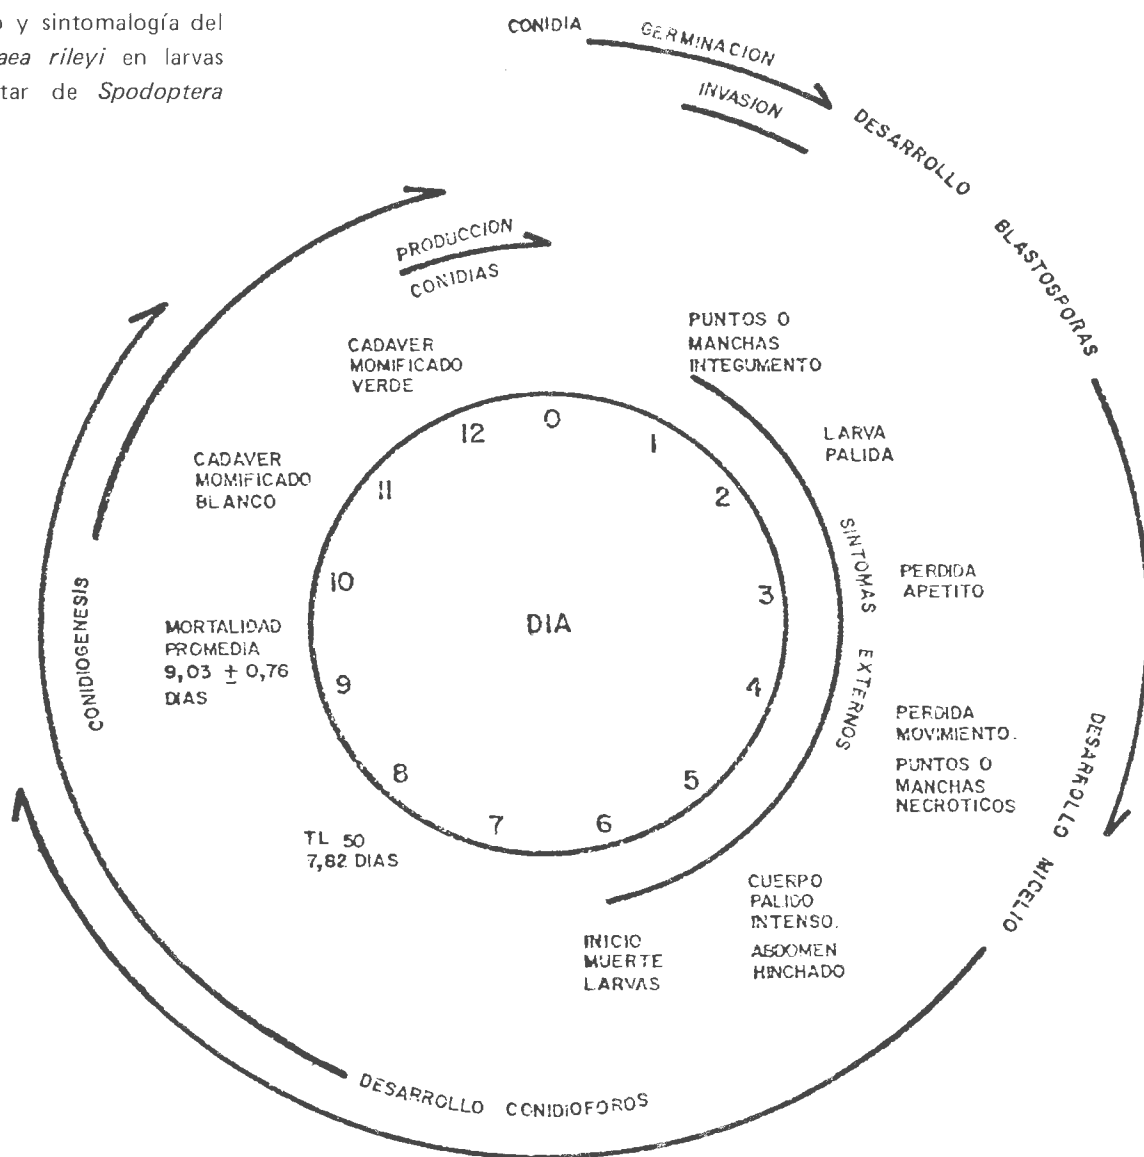 y sintomalogía del
rileyi en larvas
de Spodoptera
CONIDIA
GERMINACION
INVASION
DESARROLLO BLASTOSPORAS
PRODUCCION
CONIDIAS
PUNTOS O
MANCHAS
INTEGUMENTO
CADAVER
MOMIFICADO
VERDE
LARVA
PALIDA
CADAVER
MOMIFICADO
BLANCO
SINTOMAS EXTERNOS
PERDIDA
APETITO
0
1
2
3
4
5
6
7
8
9
10
11
12
DIA
CONIDIOGENESIS
MORTALIDAD
PROMEDIA
9,03 ± 0,76
DIAS
PERDIDA
MOVIMIENTO.
PUNTOS O
MANCHAS
NECROTICOS
DESARROLLO MICELIO
TL 50
7,82 DIAS
CUERPO
PALIDO
INTENSO.
ABDOMEN
HINCHADO
INICIO
MUERTE
LARVAS
DESARROLLO CONIDIOFOROS